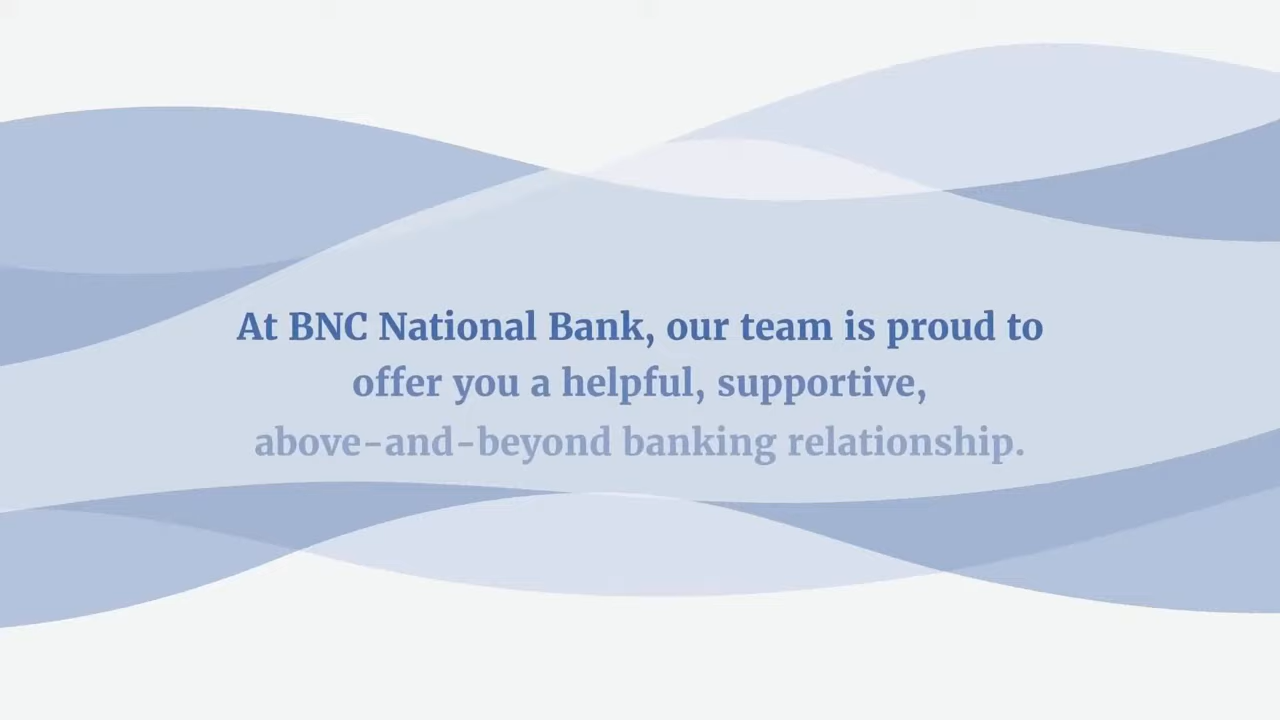 At BNC National Bank, our team is proud to
offer you a helpful, supportive,
above-and-beyond banking relationship.